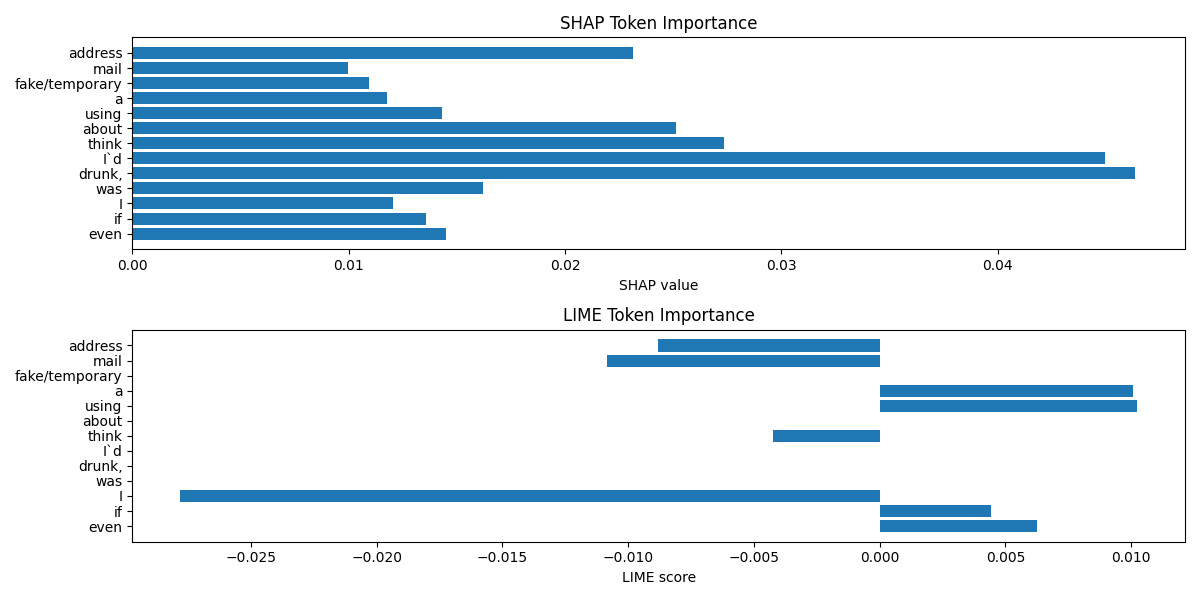 SHAP Token Importance
address
mail
fake/temporary
a
using
about
think
I`d
drunk,
was
I
if
even
0.00 0.01 0.02 0.03 0.04
SHAP value
LIME Token Importance
address
mail
fake/temporary
a
using
about
think
I`d
drunk,
was
I
if
even
−0.025 −0.020 −0.015 −0.010 −0.005 0.000 0.005 0.010
LIME score